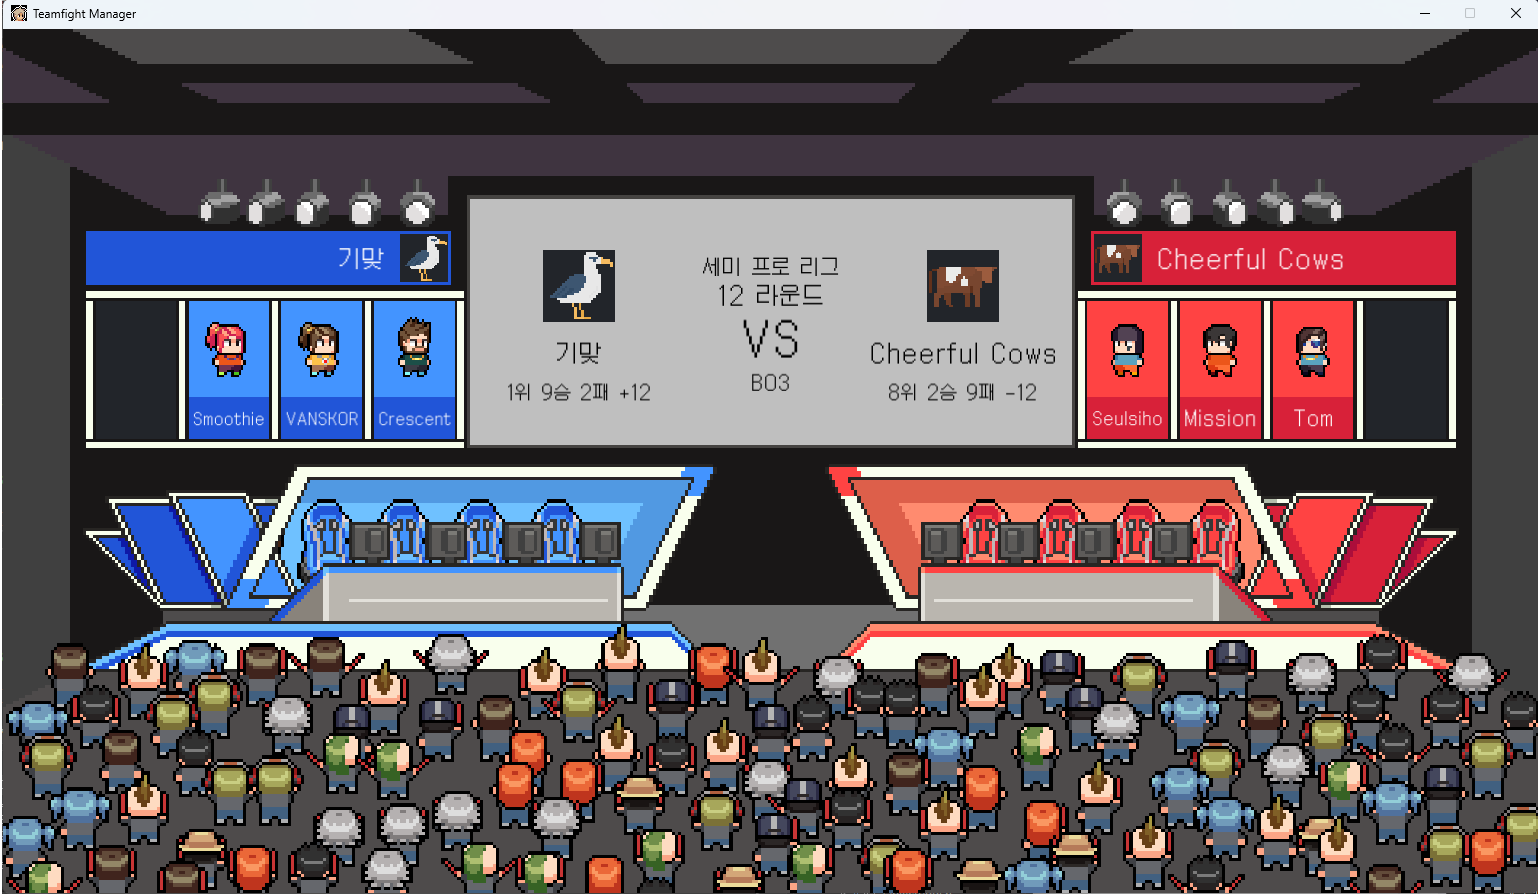 Teamfight Manager
기맞
Cheerful Cows
세미 프로 리그
12 라운드
VS
BO3
기맞
1위 9승 2패 +12
Cheerful Cows
8위 2승 9패 -12
Smoothie
VANSKOR
Crescent
Seulsiho
Mission
Tom